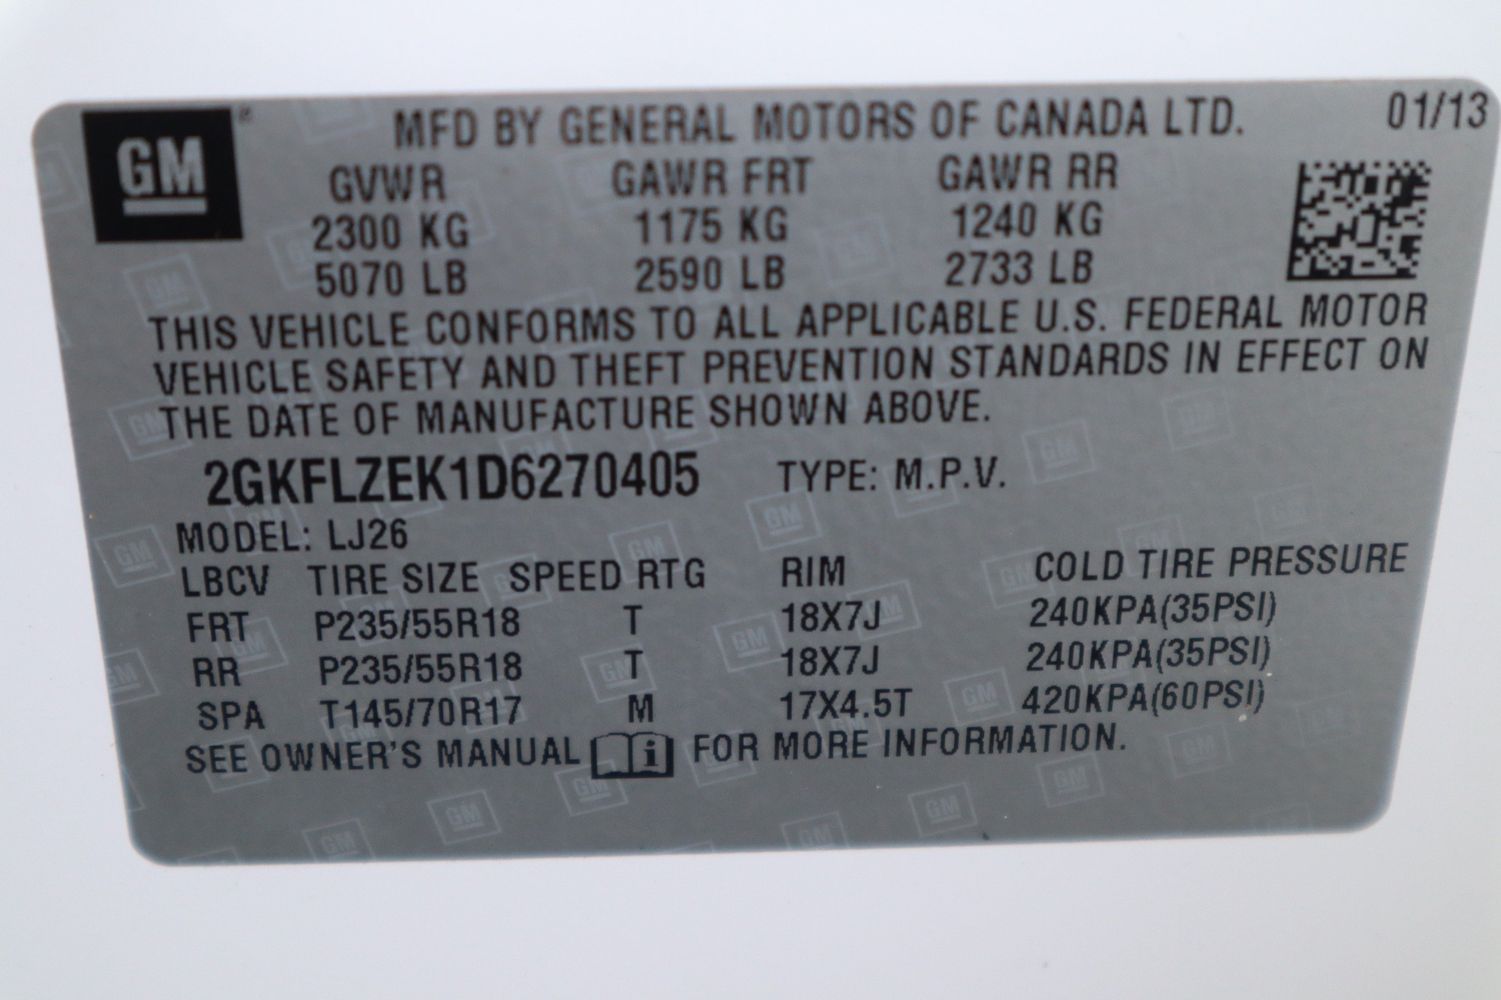 GM
MFD BY GENERAL MOTORS OF CANADA LTD. 01/13
GVWR GAWR FRT GAWR RR
2300 KG 1175 KG 1240 KG
5070 LB 2590 LB 2733 LB
THIS VEHICLE CONFORMS TO ALL APPLICABLE U.S. FEDERAL MOTOR
VEHICLE SAFETY AND THEFT PREVENTION STANDARDS IN EFFECT ON
THE DATE OF MANUFACTURE SHOWN ABOVE.
2GKFLZEK1D6270405 TYPE: M.P.V.
MODEL: LJ26
LBCV TIRE SIZE SPEED RTG RIM COLD TIRE PRESSURE
FRT P235/55R18 T 18X7J 240KPA(35PSI)
RR P235/55R18 T 18X7J 240KPA(35PSI)
SPA T145/70R17 M 17X4.5T 420KPA(60PSI)
SEE OWNER'S MANUAL i FOR MORE INFORMATION.